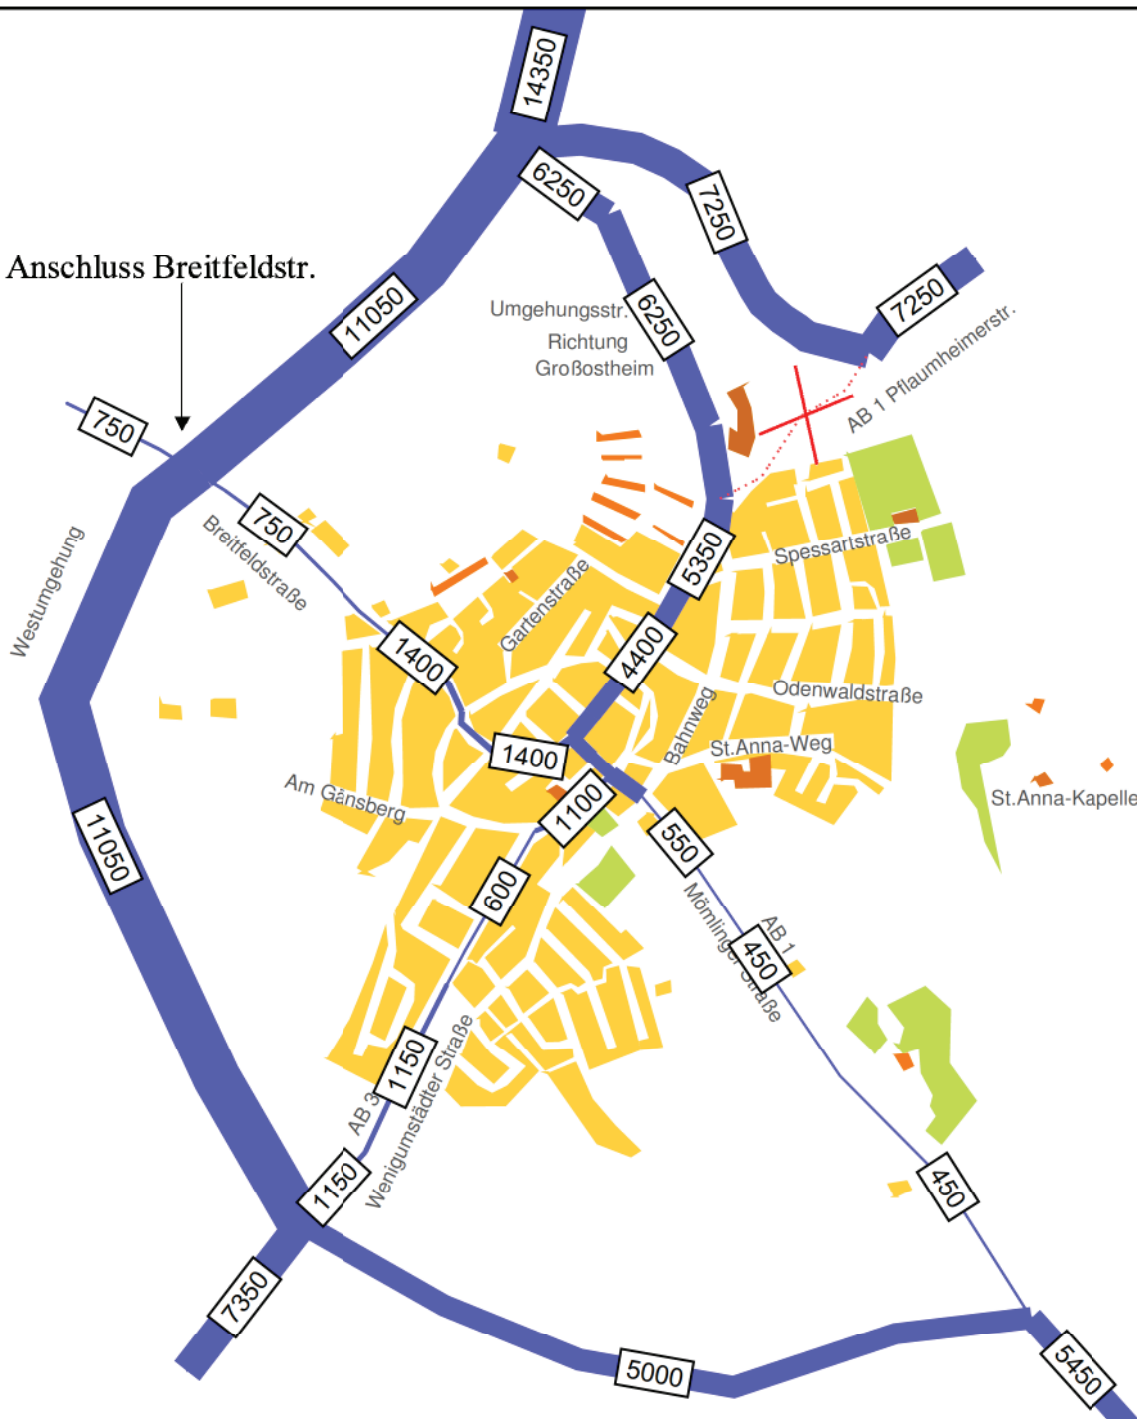 14350
6250
7250
Anschluss Breitfeldstr.
11050
6250
7250
Umgehungsstr.
Richtung
Großostheim
AB 1 Pflaumheimerstr.
750
750
Breitfeldstraße
Westumgehung
Gartenstraße
5350
Spessartstraße
1400
4400
Odenwaldstraße
Bahnweg
St.Anna-Weg
1400
Am Gänsberg
1100
St.Anna-Kapelle
11050
550
600
Mömlinger Straße
AB 1
450
1150
AB 3
Wenigumstädter Straße
1150
450
7350
5000
5450